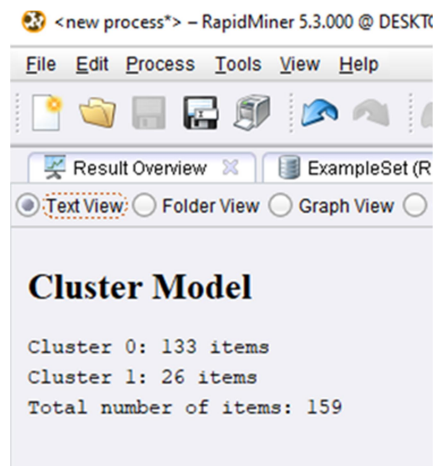 <new process*> – RapidMiner 5.3.000 @ DESKTO
File Edit Process Tools View Help
Result Overview ExampleSet (R
Text View Folder View Graph View
Cluster Model
Cluster 0: 133 items
Cluster 1: 26 items
Total number of items: 159